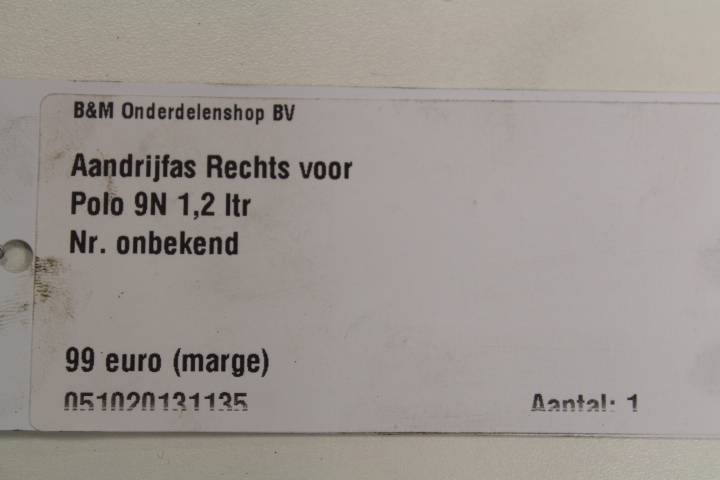 B&M Onderdelenshop BV
Aandrijfas Rechts voor
Polo 9N 1,2 ltr
Nr. onbekend
99 euro (marge)
051020131135
Aantal: 1